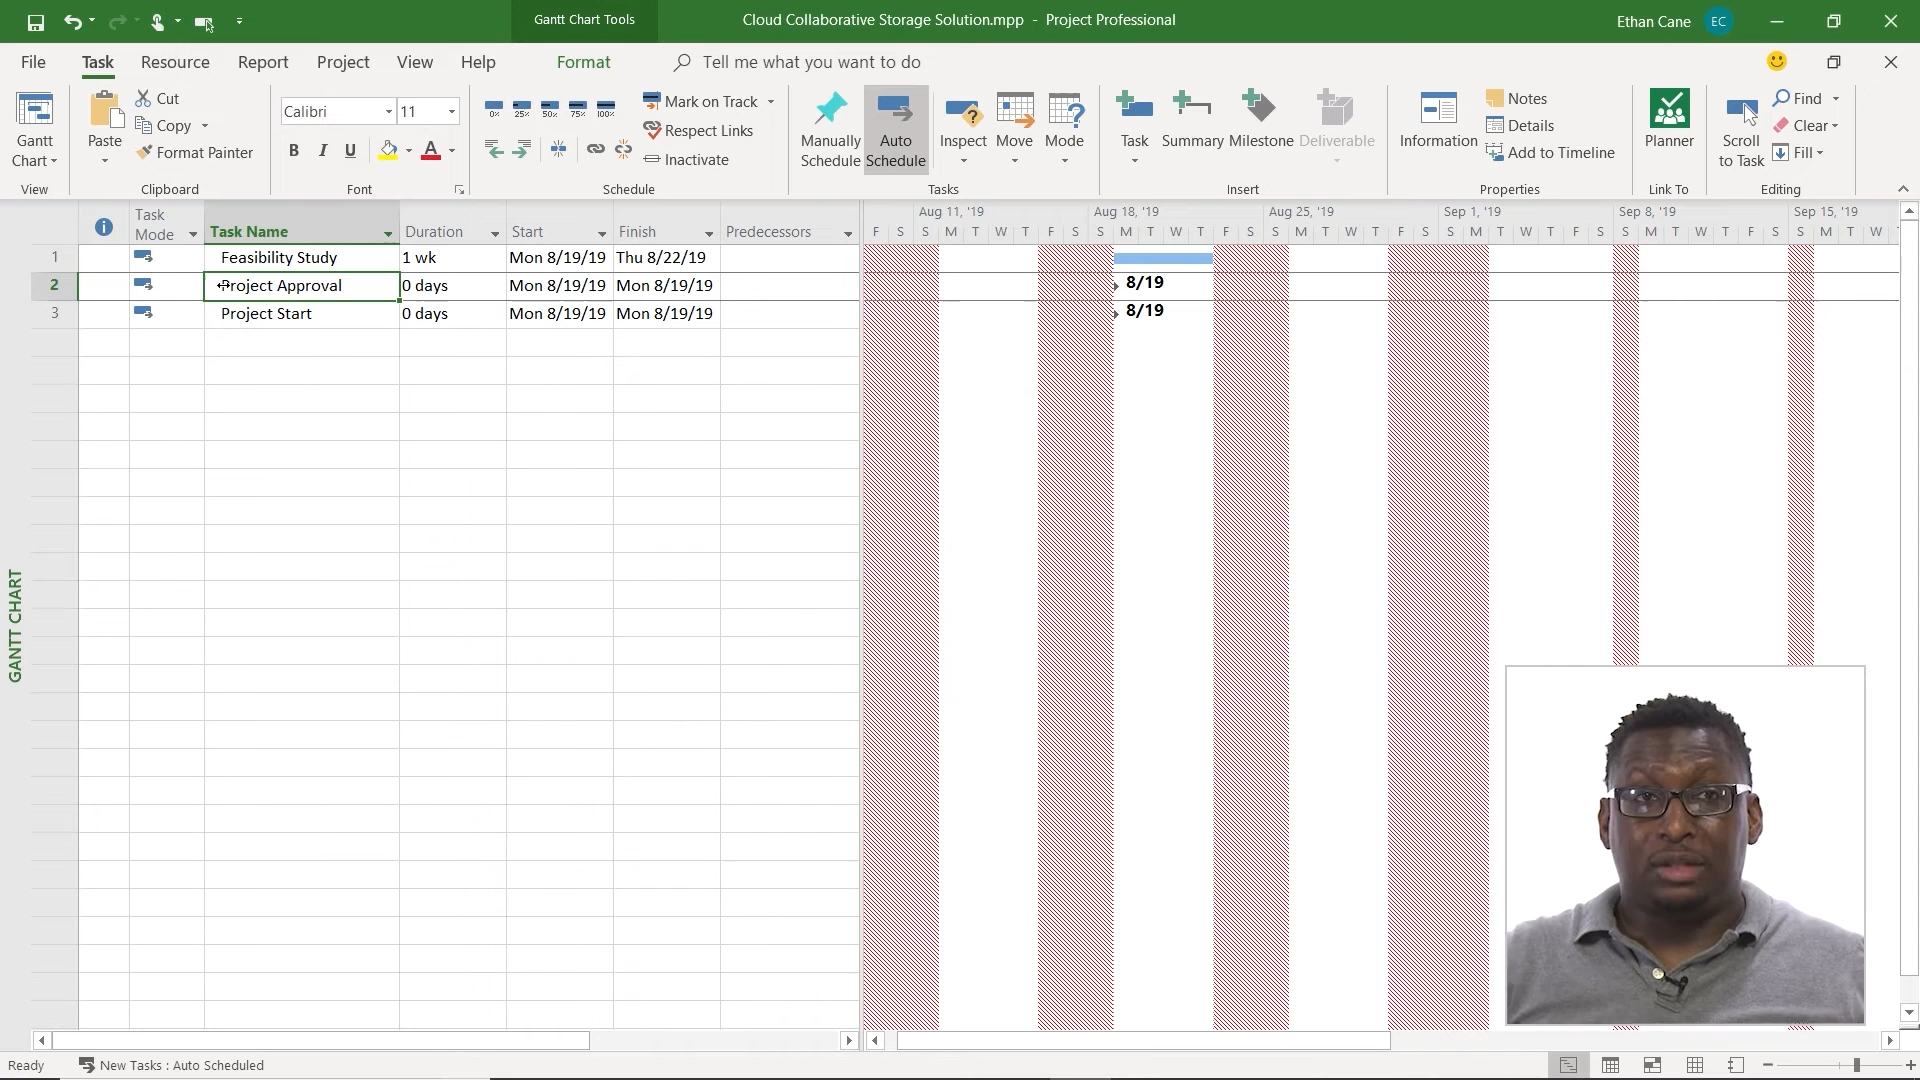 Gantt Chart Tools
Cloud Collaborative Storage Solution.mpp - Project Professional
Ethan Cane
EC
File Task Resource Report Project View Help Format Tell me what you want to do
Gantt Chart
View
Paste
Cut
Copy
Format Painter
Clipboard
Calibri 11
B I U A
Font
0% 25% 50% 75% 100%
Mark on Track
Respect Links
Inactivate
Schedule
Manually Schedule
Auto Schedule
Inspect
Move
Mode
Tasks
Task
Summary
Milestone
Deliverable
Insert
Information
Notes
Details
Add to Timeline
Properties
Planner
Link To
Scroll to Task
Find
Clear
Fill
Editing
Task Mode
Task Name Duration Start Finish Predecessors
Aug 11, '19 Aug 18, '19 Aug 25, '19 Sep 1, '19 Sep 8, '19 Sep 15, '19
F S S M T W T F S S M T W T F S S M T W T F S S M T W T F S S M T W T F S S M T W
1 Feasibility Study 1 wk Mon 8/19/19 Thu 8/22/19
2 Project Approval 0 days Mon 8/19/19 Mon 8/19/19 8/19
3 Project Start 0 days Mon 8/19/19 Mon 8/19/19 8/19
GANTT CHART
Ready New Tasks : Auto Scheduled